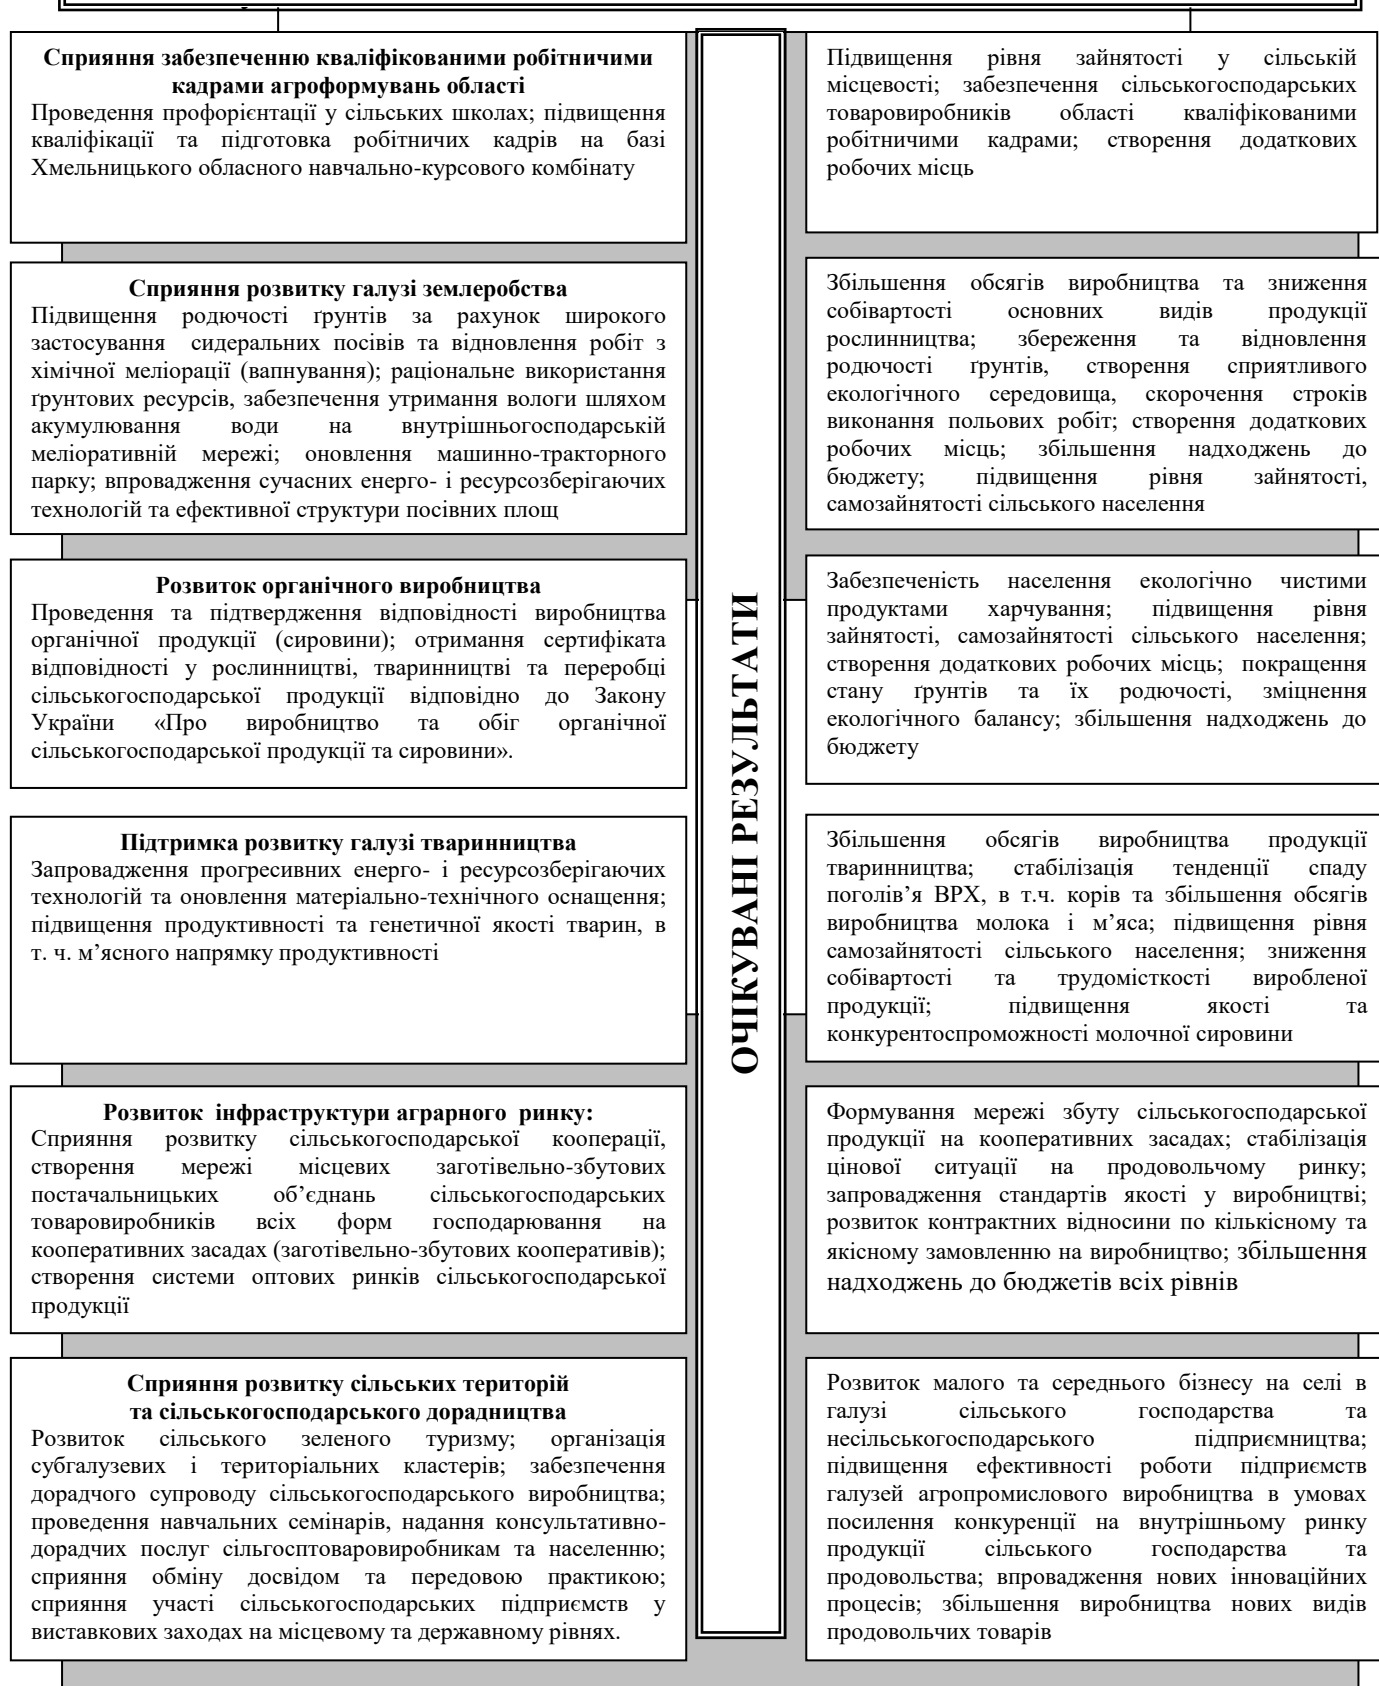 Сприяння забезпеченню кваліфікованими робітничими
кадрами агроформувань області
Проведення профорієнтації у сільських школах; підвищення
кваліфікації та підготовка робітничих кадрів на базі
Хмельницького обласного навчально-курсового комбінату
Підвищення рівня зайнятості у сільській
місцевості; забезпечення сільськогосподарських
товаровиробників області кваліфікованими
робітничими кадрами; створення додаткових
робочих місць
Сприяння розвитку галузі землеробства
Підвищення родючості ґрунтів за рахунок широкого
застосування сидеральних посівів та відновлення робіт з
хімічної меліорації (вапнування); раціональне використання
ґрунтових ресурсів, забезпечення утримання вологи шляхом
акумулювання води на внутрішньогосподарській
меліоративній мережі; оновлення машинно-тракторного
парку; впровадження сучасних енерго- і ресурсозберігаючих
технологій та ефективної структури посівних площ
Збільшення обсягів виробництва та зниження
собівартості основних видів продукції
рослинництва; збереження та відновлення
родючості ґрунтів, створення сприятливого
екологічного середовища, скорочення строків
виконання польових робіт; створення додаткових
робочих місць; збільшення надходжень до
бюджету; підвищення рівня зайнятості,
самозайнятості сільського населення
Розвиток органічного виробництва
Проведення та підтвердження відповідності виробництва
органічної продукції (сировини); отримання сертифіката
відповідності у рослинництві, тваринництві та переробці
сільськогосподарської продукції відповідно до Закону
України «Про виробництво та обіг органічної
сільськогосподарської продукції та сировини».
Забезпеченість населення екологічно чистими
продуктами харчування; підвищення рівня
зайнятості, самозайнятості сільського населення;
створення додаткових робочих місць; покращення
стану ґрунтів та їх родючості, зміцнення
екологічного балансу; збільшення надходжень до
бюджету
ОЧІКУВАНІ РЕЗУЛЬТАТИ
Підтримка розвитку галузі тваринництва
Запровадження прогресивних енерго- і ресурсозберігаючих
технологій та оновлення матеріально-технічного оснащення;
підвищення продуктивності та генетичної якості тварин, в
т. ч. м’ясного напрямку продуктивності
Збільшення обсягів виробництва продукції
тваринництва; стабілізація тенденції спаду
поголів’я ВРХ, в т.ч. корів та збільшення обсягів
виробництва молока і м’яса; підвищення рівня
самозайнятості сільського населення; зниження
собівартості та трудомісткості виробленої
продукції; підвищення якості та
конкурентоспроможності молочної сировини
Розвиток інфраструктури аграрного ринку:
Сприяння розвитку сільськогосподарської кооперації,
створення мережі місцевих заготівельно-збутових
постачальницьких об’єднань сільськогосподарських
товаровиробників всіх форм господарювання на
кооперативних засадах (заготівельно-збутових кооперативів);
створення системи оптових ринків сільськогосподарської
продукції
Формування мережі збуту сільськогосподарської
продукції на кооперативних засадах; стабілізація
цінової ситуації на продовольчому ринку;
запровадження стандартів якості у виробництві;
розвиток контрактних відносини по кількісному та
якісному замовленню на виробництво; збільшення
надходжень до бюджетів всіх рівнів
Сприяння розвитку сільських територій
та сільськогосподарського дорадництва
Розвиток сільського зеленого туризму; організація
субгалузевих і територіальних кластерів; забезпечення
дорадчого супроводу сільськогосподарського виробництва;
проведення навчальних семінарів, надання консультативно-
дорадчих послуг сільгосптоваровиробникам та населенню;
сприяння обміну досвідом та передовою практикою;
сприяння участі сільськогосподарських підприємств у
виставкових заходах на місцевому та державному рівнях.
Розвиток малого та середнього бізнесу на селі в
галузі сільського господарства та
несільськогосподарського підприємництва;
підвищення ефективності роботи підприємств
галузей агропромислового виробництва в умовах
посилення конкуренції на внутрішньому ринку
продукції сільського господарства та
продовольства; впровадження нових інноваційних
процесів; збільшення виробництва нових видів
продовольчих товарів